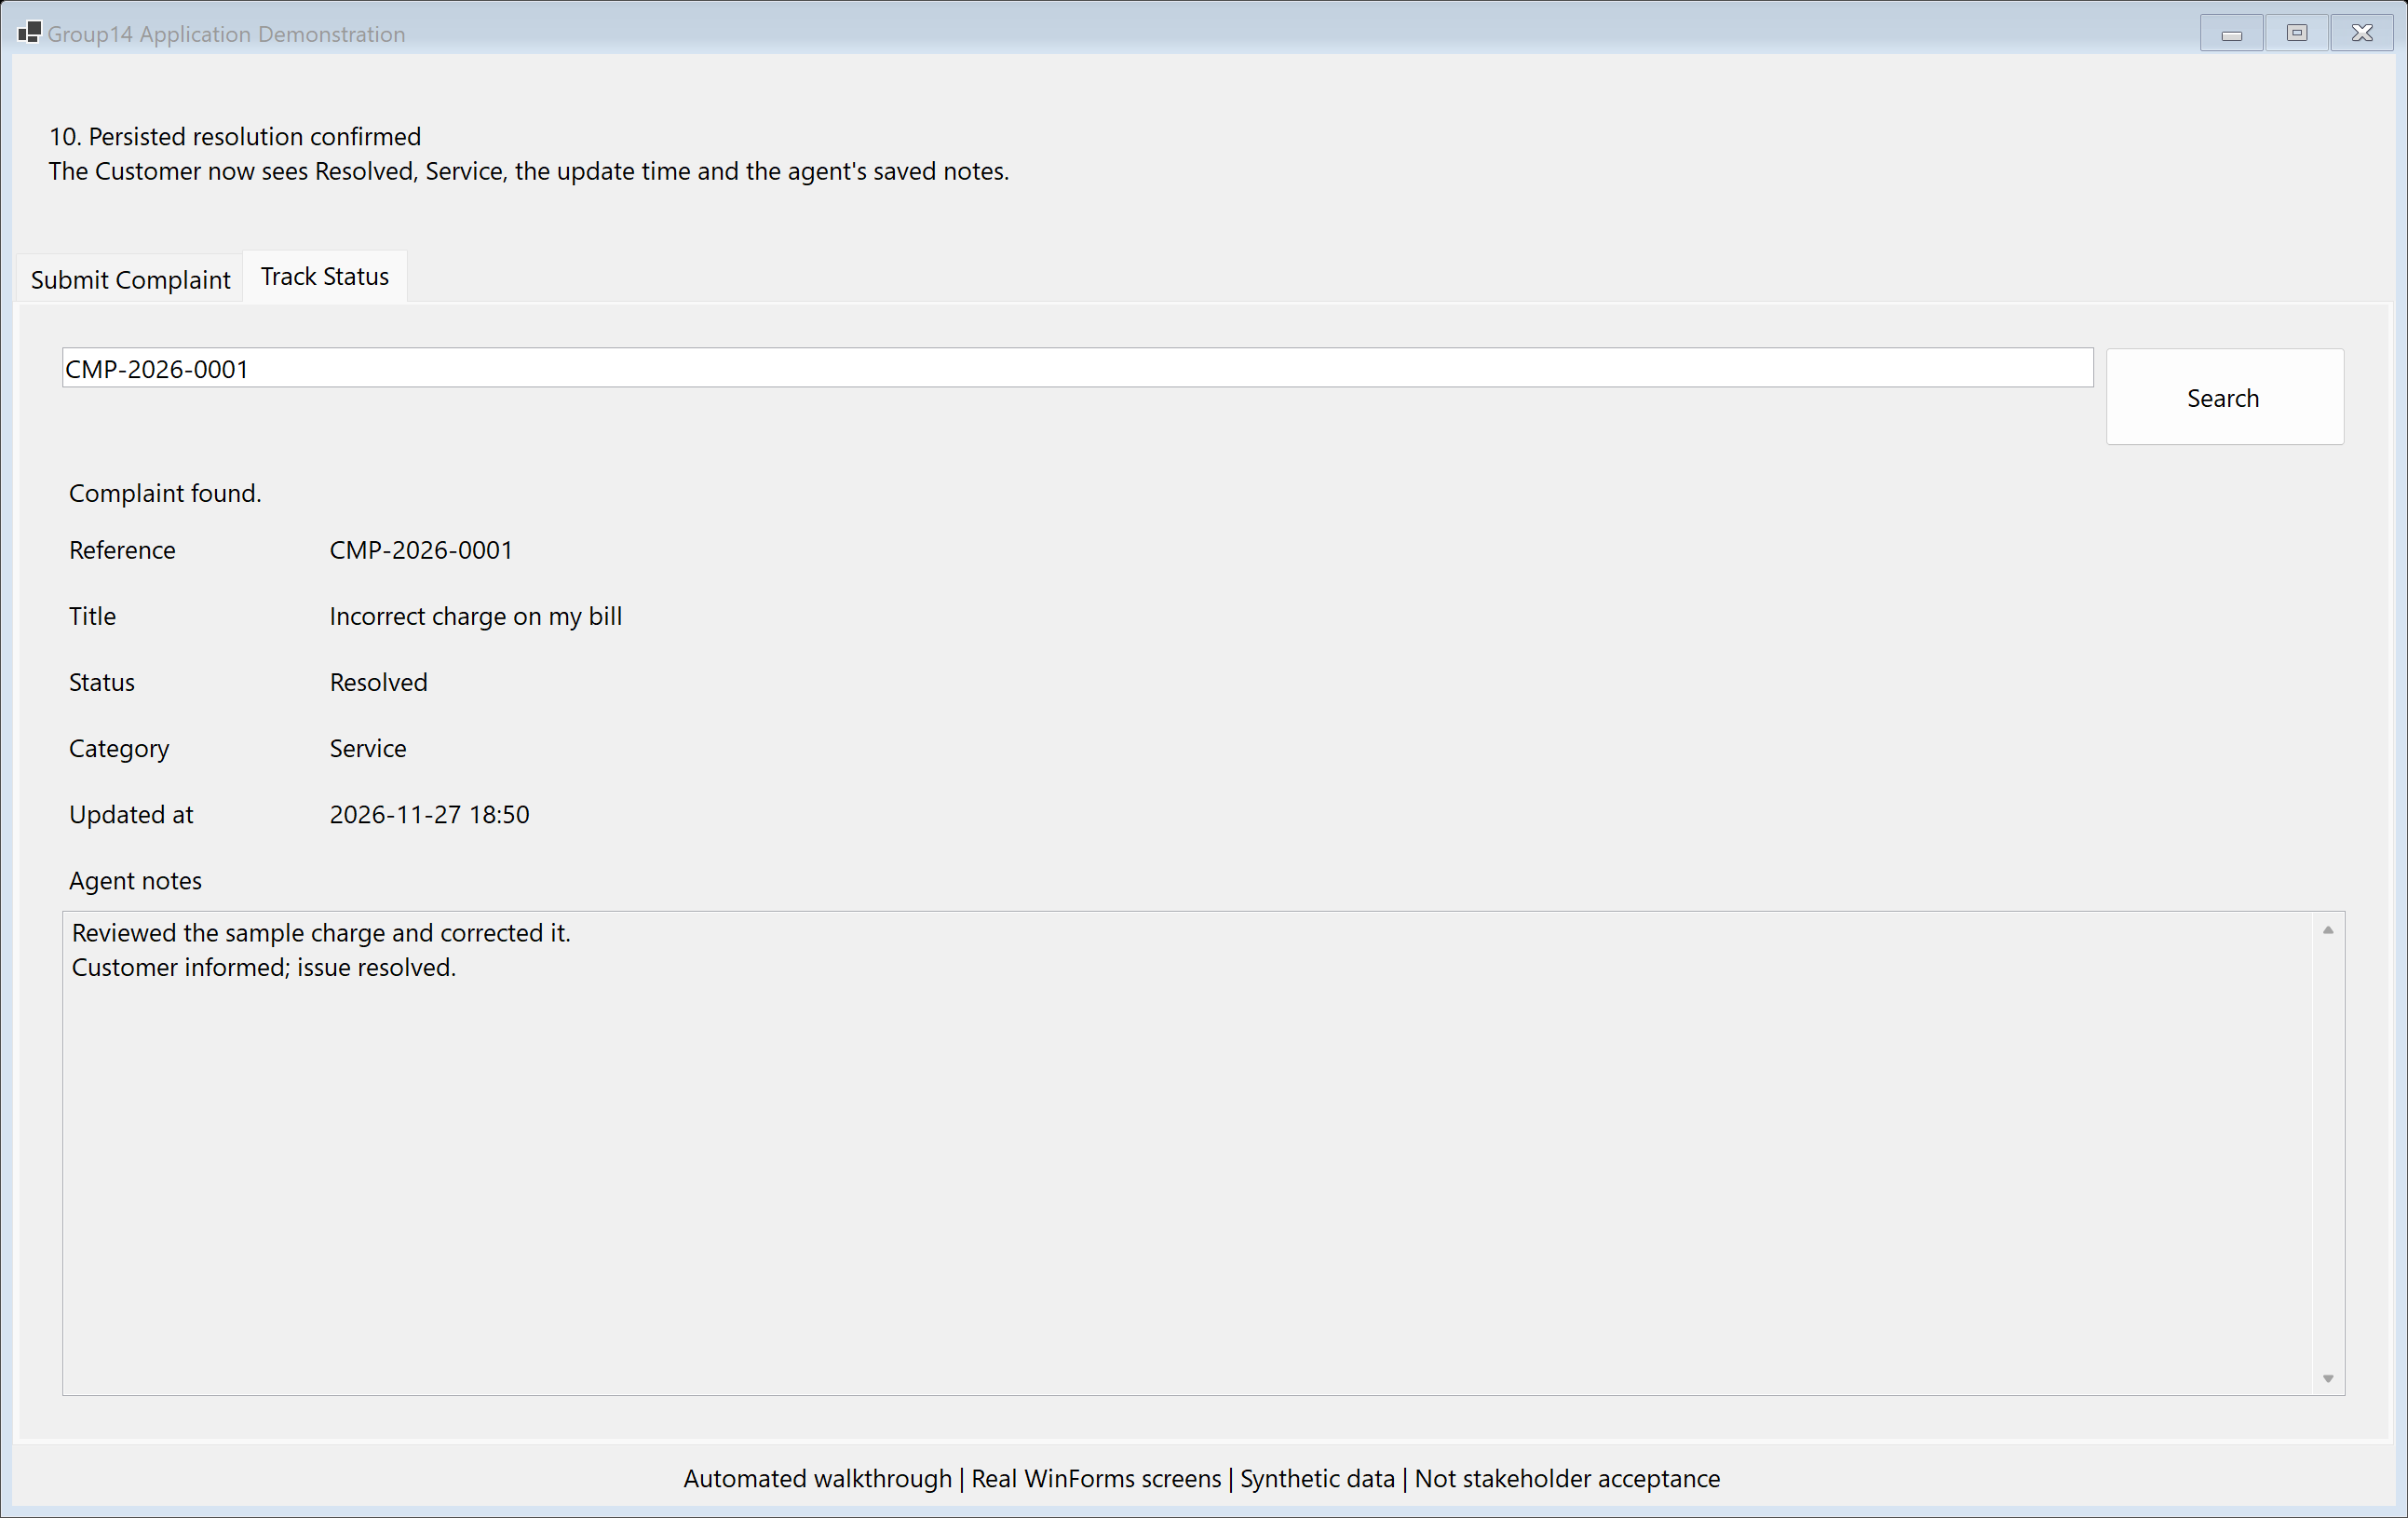 Group14 Application Demonstration
10. Persisted resolution confirmed
The Customer now sees Resolved, Service, the update time and the agent's saved notes.
Submit Complaint
Track Status
CMP-2026-0001
Search
Complaint found.
Reference CMP-2026-0001
Title Incorrect charge on my bill
Status Resolved
Category Service
Updated at 2026-11-27 18:50
Agent notes
Reviewed the sample charge and corrected it.
Customer informed; issue resolved.
Automated walkthrough | Real WinForms screens | Synthetic data | Not stakeholder acceptance